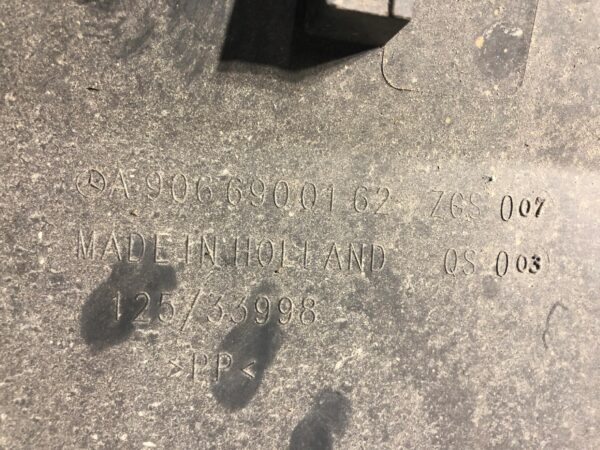 A 906 690 01 62 ZGS 007
MADE IN HOLLAND QS 003
125/33998
>PP<